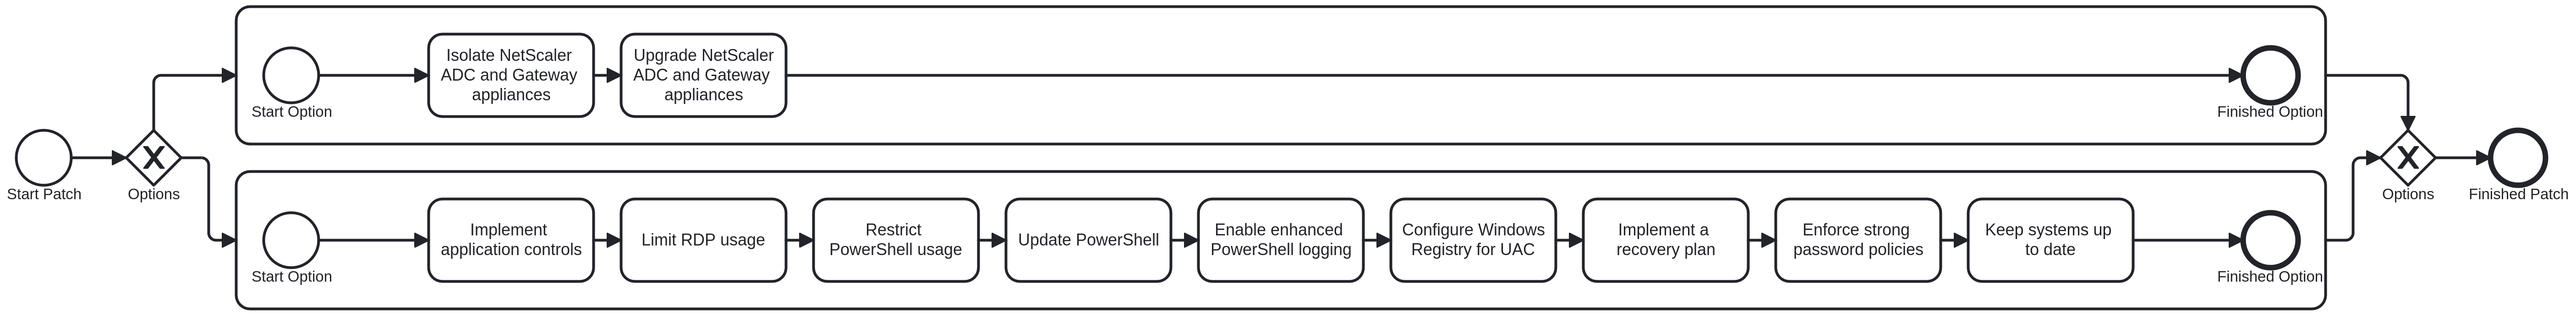 Start Patch
X
Options
Start Option
Isolate NetScaler
ADC and Gateway
appliances
Upgrade NetScaler
ADC and Gateway
appliances
Finished Option
Start Option
Implement
application controls
Limit RDP usage
Restrict
PowerShell usage
Update PowerShell
Enable enhanced
PowerShell logging
Configure Windows
Registry for UAC
Implement a
recovery plan
Enforce strong
password policies
Keep systems up
to date
Finished Option
X
Options
Finished Patch